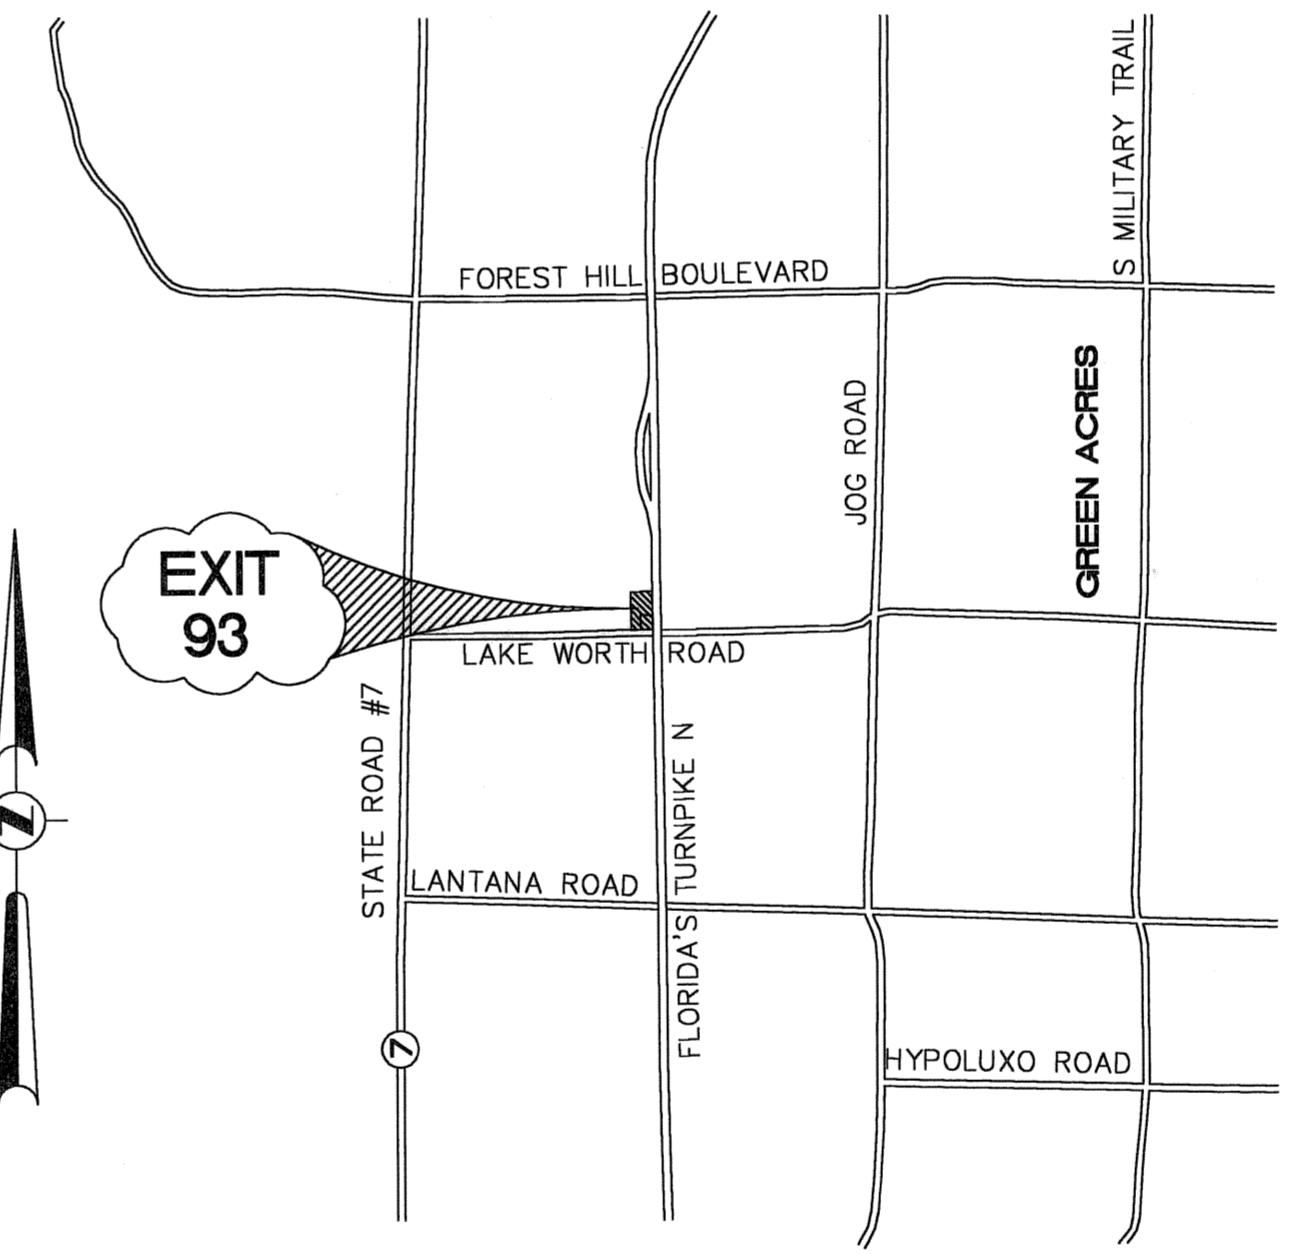 S MILITARY TRAIL
FOREST HILL BOULEVARD
JOG ROAD
GREEN ACRES
EXIT
93
LAKE WORTH ROAD
STATE ROAD #7
FLORIDA'S TURNPIKE N
LANTANA ROAD
N
7
HYPOLUXO ROAD